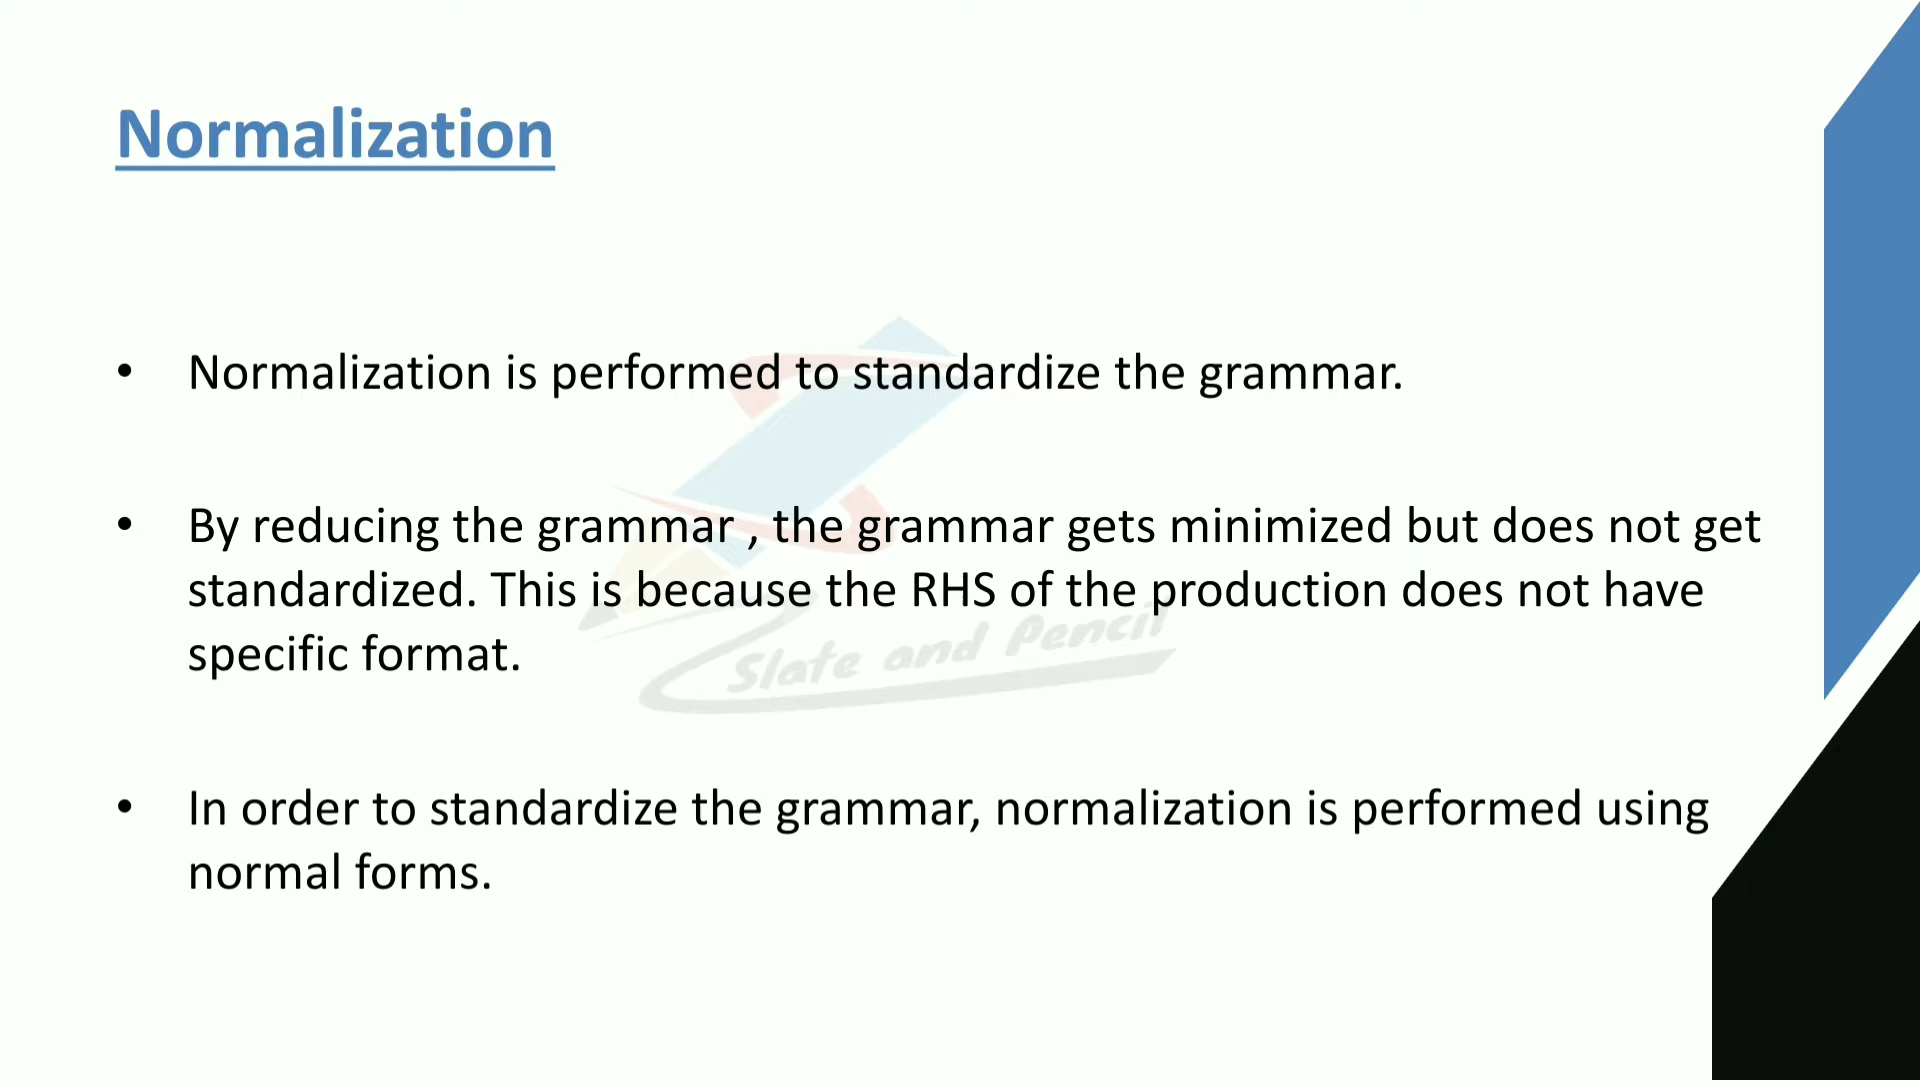 Normalization
• Normalization is performed to standardize the grammar.
• By reducing the grammar , the grammar gets minimized but does not get
standardized. This is because the RHS of the production does not have
specific format.
Slate and Pencil
• In order to standardize the grammar, normalization is performed using
normal forms.